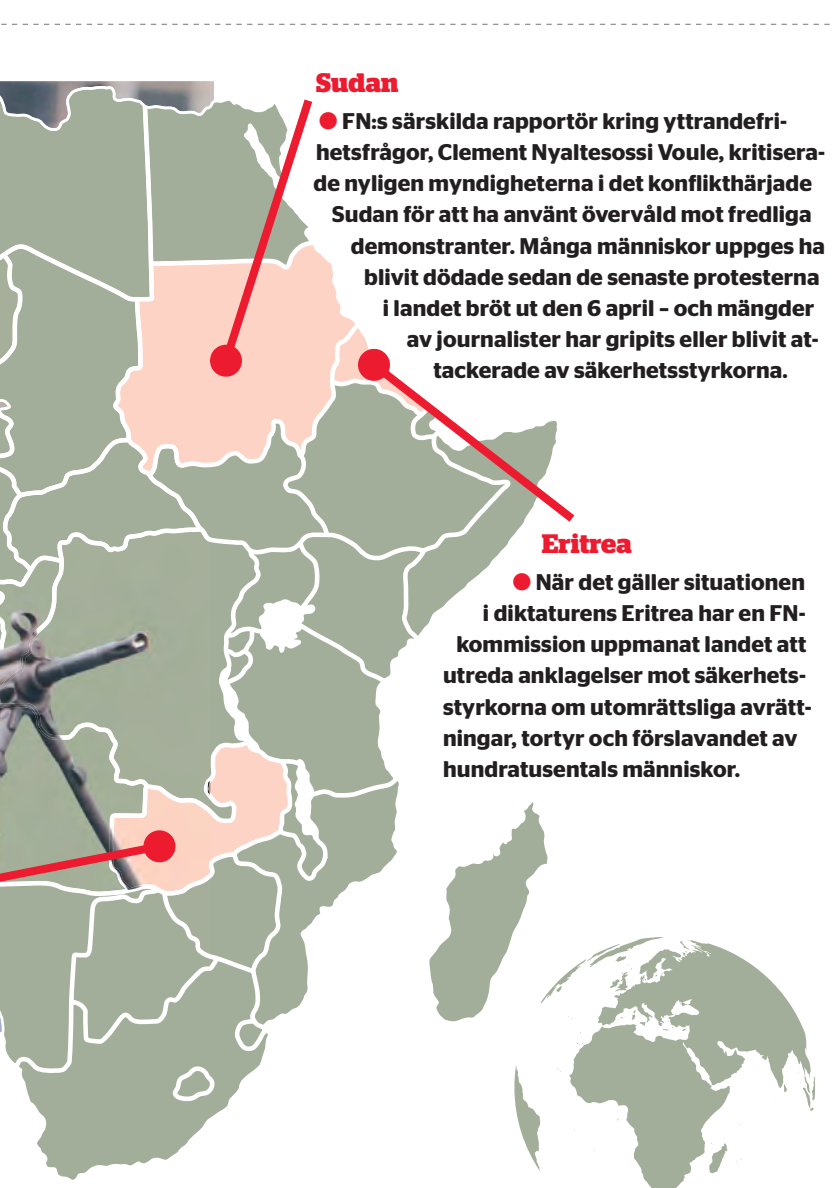 Sudan
● FN:s särskilda rapportör kring yttrandefri-
hetsfrågor, Clement Nyaltesossi Voule, kritisera-
de nyligen myndigheterna i det konflikthärjade
Sudan för att ha använt övervåld mot fredliga
demonstranter. Många människor uppges ha
blivit dödade sedan de senaste protesterna
i landet bröt ut den 6 april – och mängder
av journalister har gripits eller blivit at-
tackerade av säkerhetsstyrkorna.
Eritrea
● När det gäller situationen
i diktaturens Eritrea har en FN-
kommission uppmanat landet att
utreda anklagelser mot säkerhets-
styrkorna om utomrättsliga avrätt-
ningar, tortyr och förslavandet av
hundratusentals människor.